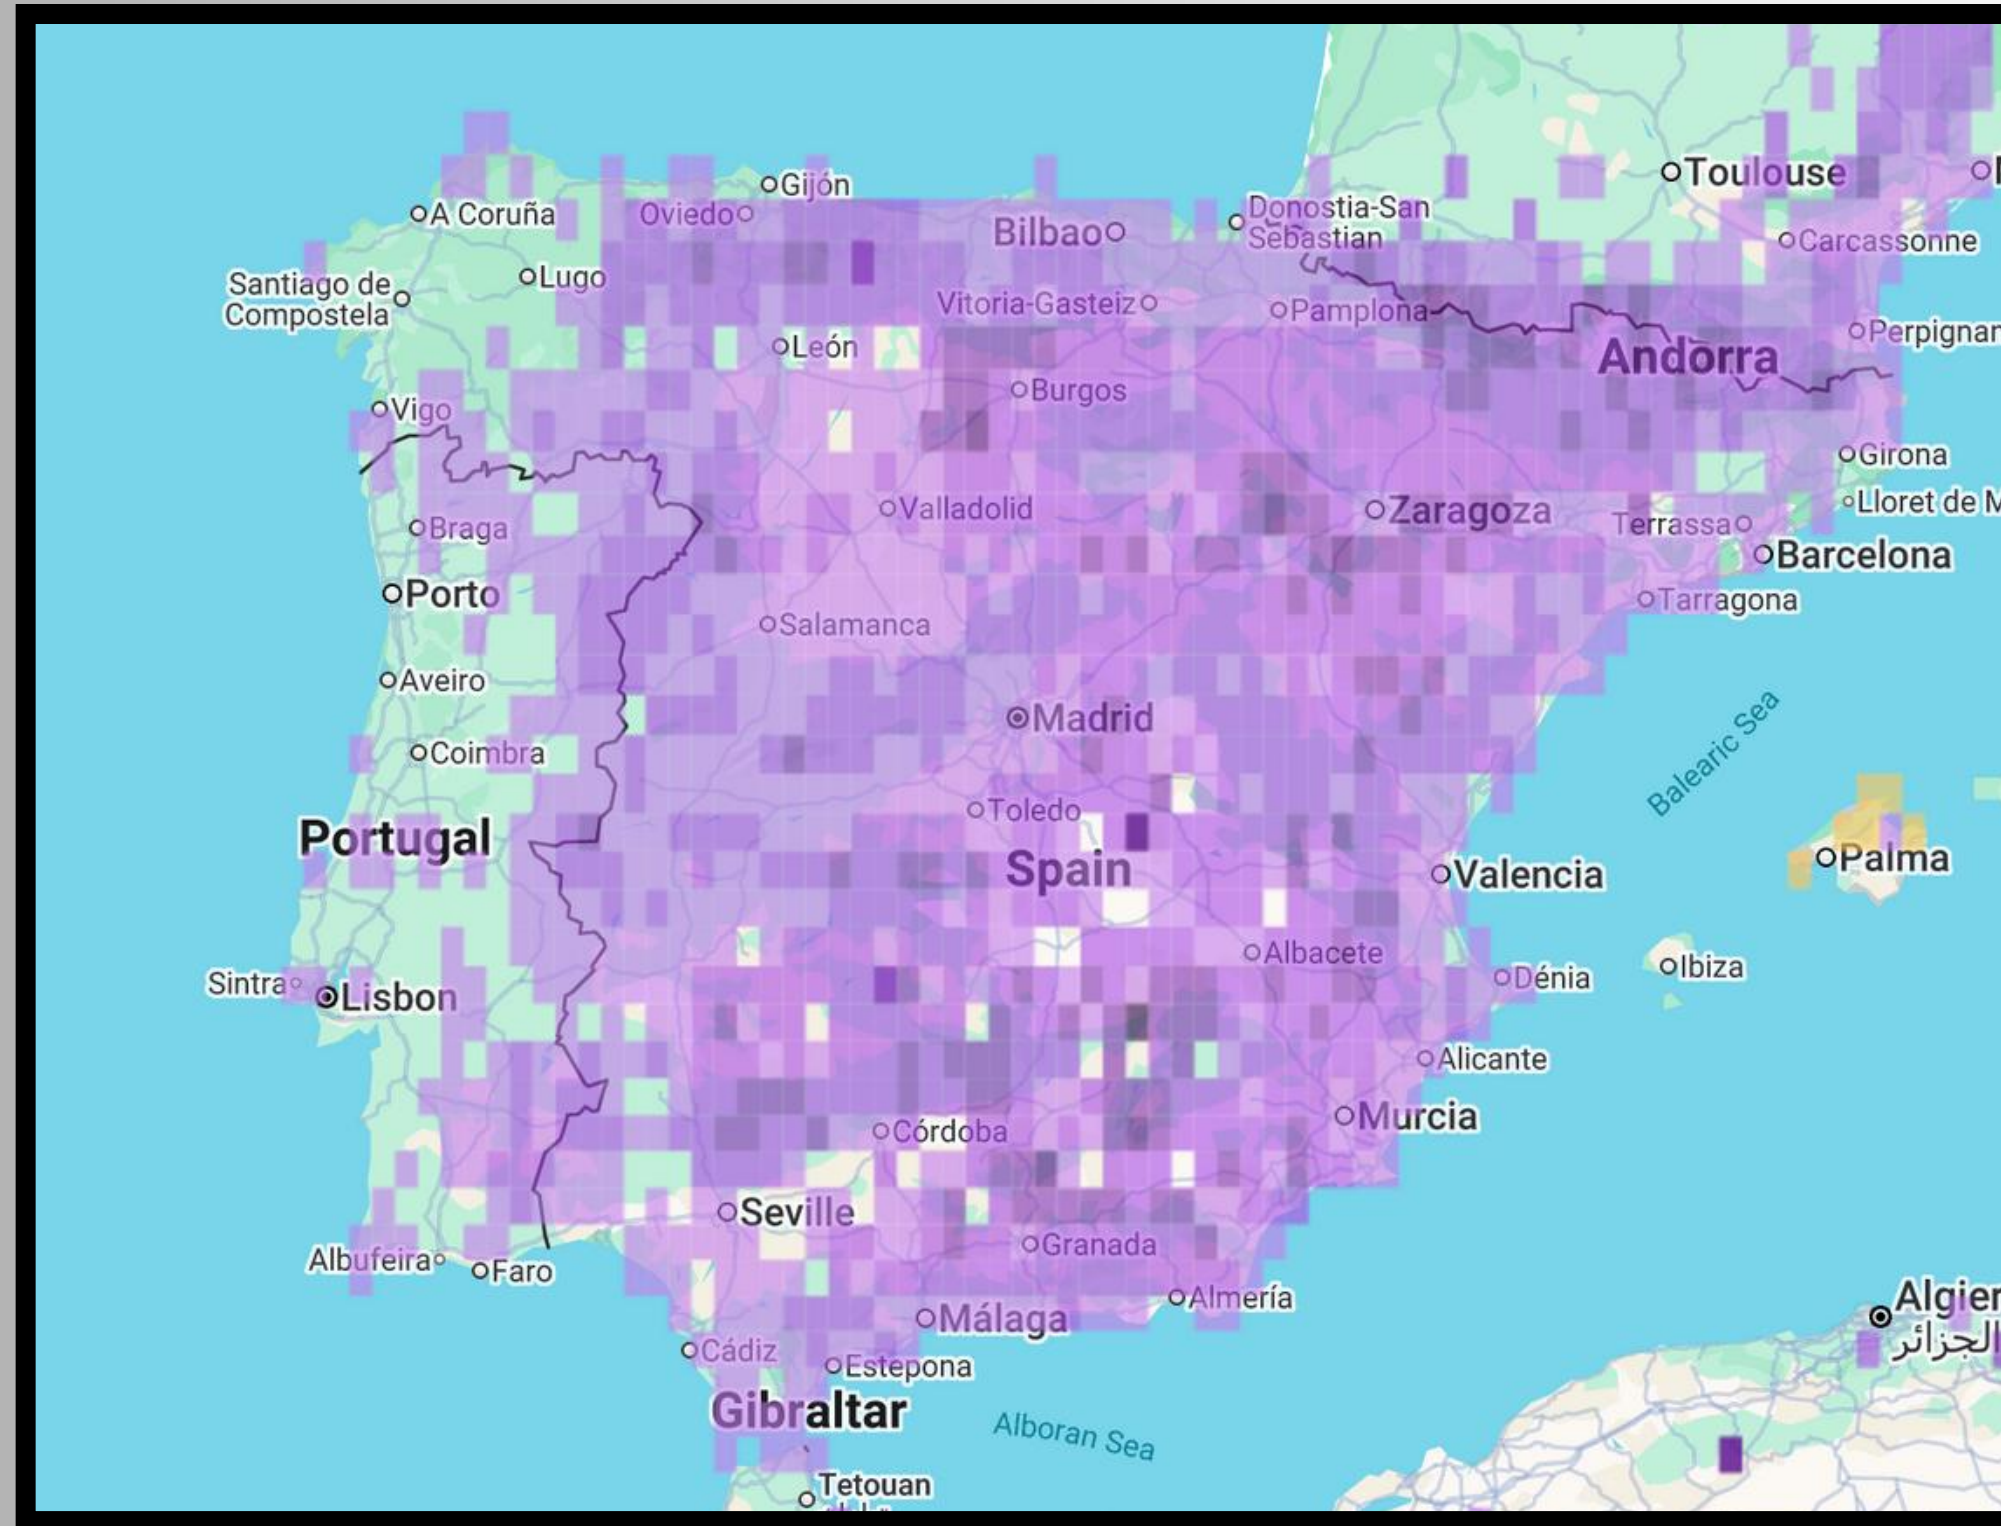 Gijón
Toulouse
A Coruña
Oviedo
Bilbao
Donostia-San
Sebastian
Carcassonne
Lugo
Santiago de
Compostela
Vitoria-Gasteiz
Pamplona
Perpignan
León
Andorra
Burgos
Vigo
Girona
Valladolid
Zaragoza
Lloret de M
Braga
Terrassa
Barcelona
Porto
Tarragona
Salamanca
Aveiro
Madrid
Balearic Sea
Coimbra
Toledo
Portugal
Spain
Valencia
Palma
Albacete
Ibiza
Dénia
Sintra
Lisbon
Alicante
Murcia
Córdoba
Seville
Granada
Albufeira
Faro
Almería
Algier
الجزائر
Málaga
Cádiz
Estepona
Gibraltar
Alboran Sea
Tetouan